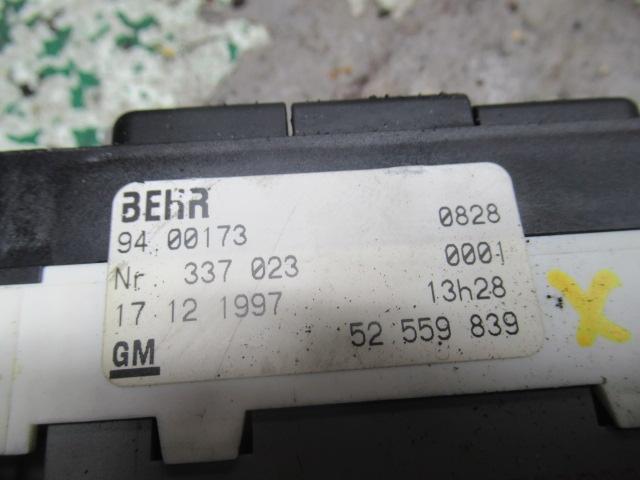 BEHR
94 00173 0828
Nr 337 023 0001
17 12 1997 13h28
GM 52 559 839
X